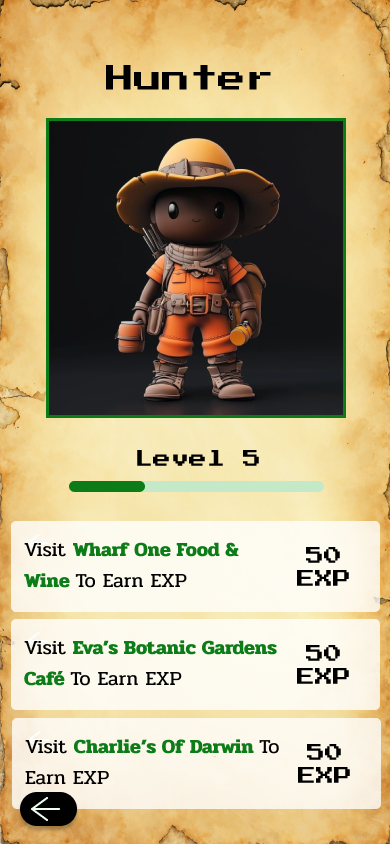 Hunter
Level 5
Visit Wharf One Food &
Wine To Earn EXP
50
EXP
Visit Eva's Botanic Gardens
Café To Earn EXP
50
EXP
Visit Charlie's Of Darwin To
Earn EXP
50
EXP